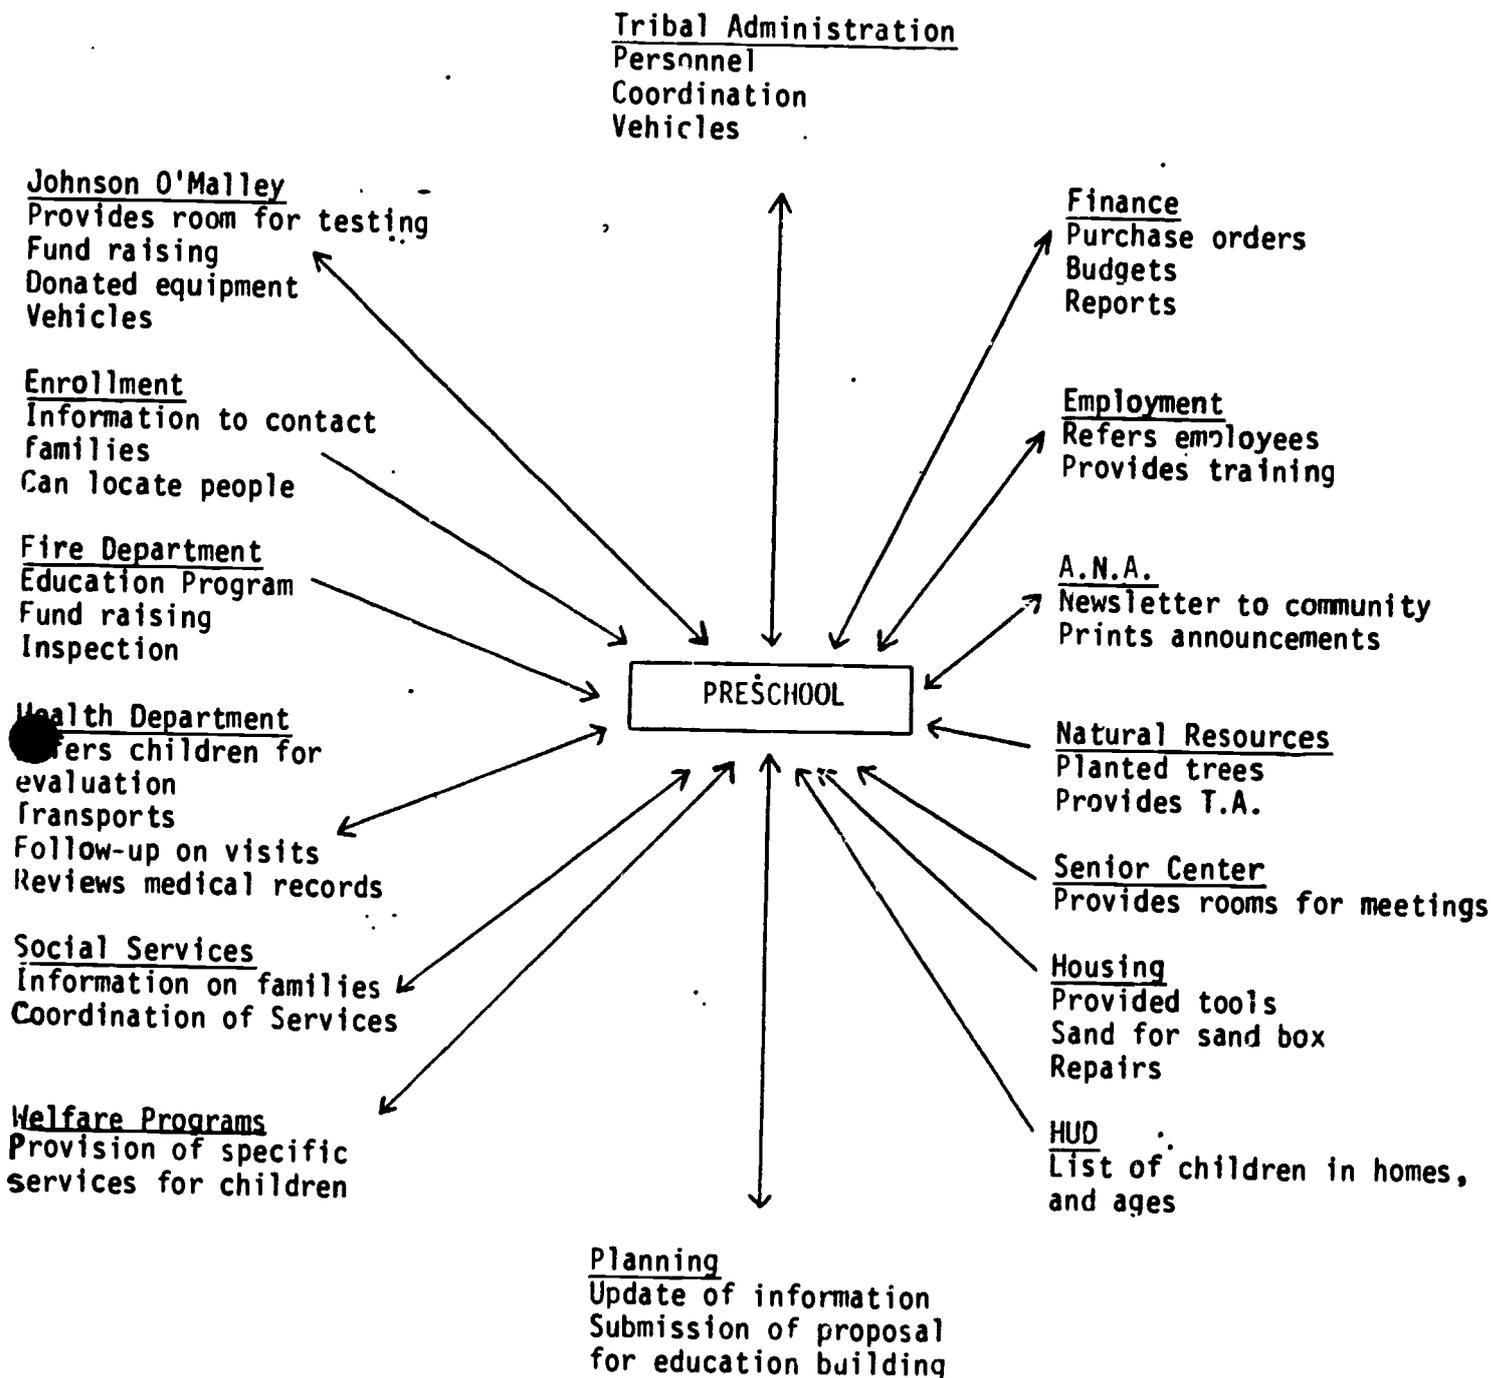 Tribal Administration
Personnel
Coordination
Vehicles
Johnson O'Malley
Provides room for testing
Fund raising
Donated equipment
Vehicles
Enrollment
Information to contact
families
Can locate people
Fire Department
Education Program
Fund raising
Inspection
Health Department
children for
evaluation
Transports
Follow-up on visits
Reviews medical records
Social Services
Information on families
Coordination of Services
Welfare Programs
Provision of specific
services for children
PRESCHOOL
Finance
Purchase orders
Budgets
Reports
Employment
Refers employees
Provides training
A.N.A.
Newsletter to community
Prints announcements
Natural Resources
Planted trees
Provides T.A.
Senior Center
Provides rooms for meetings
Housing
Provided tools
Sand for sand box
Repairs
HUD
List of children in homes,
and ages
Planning
Update of information
Submission of proposal
for education building